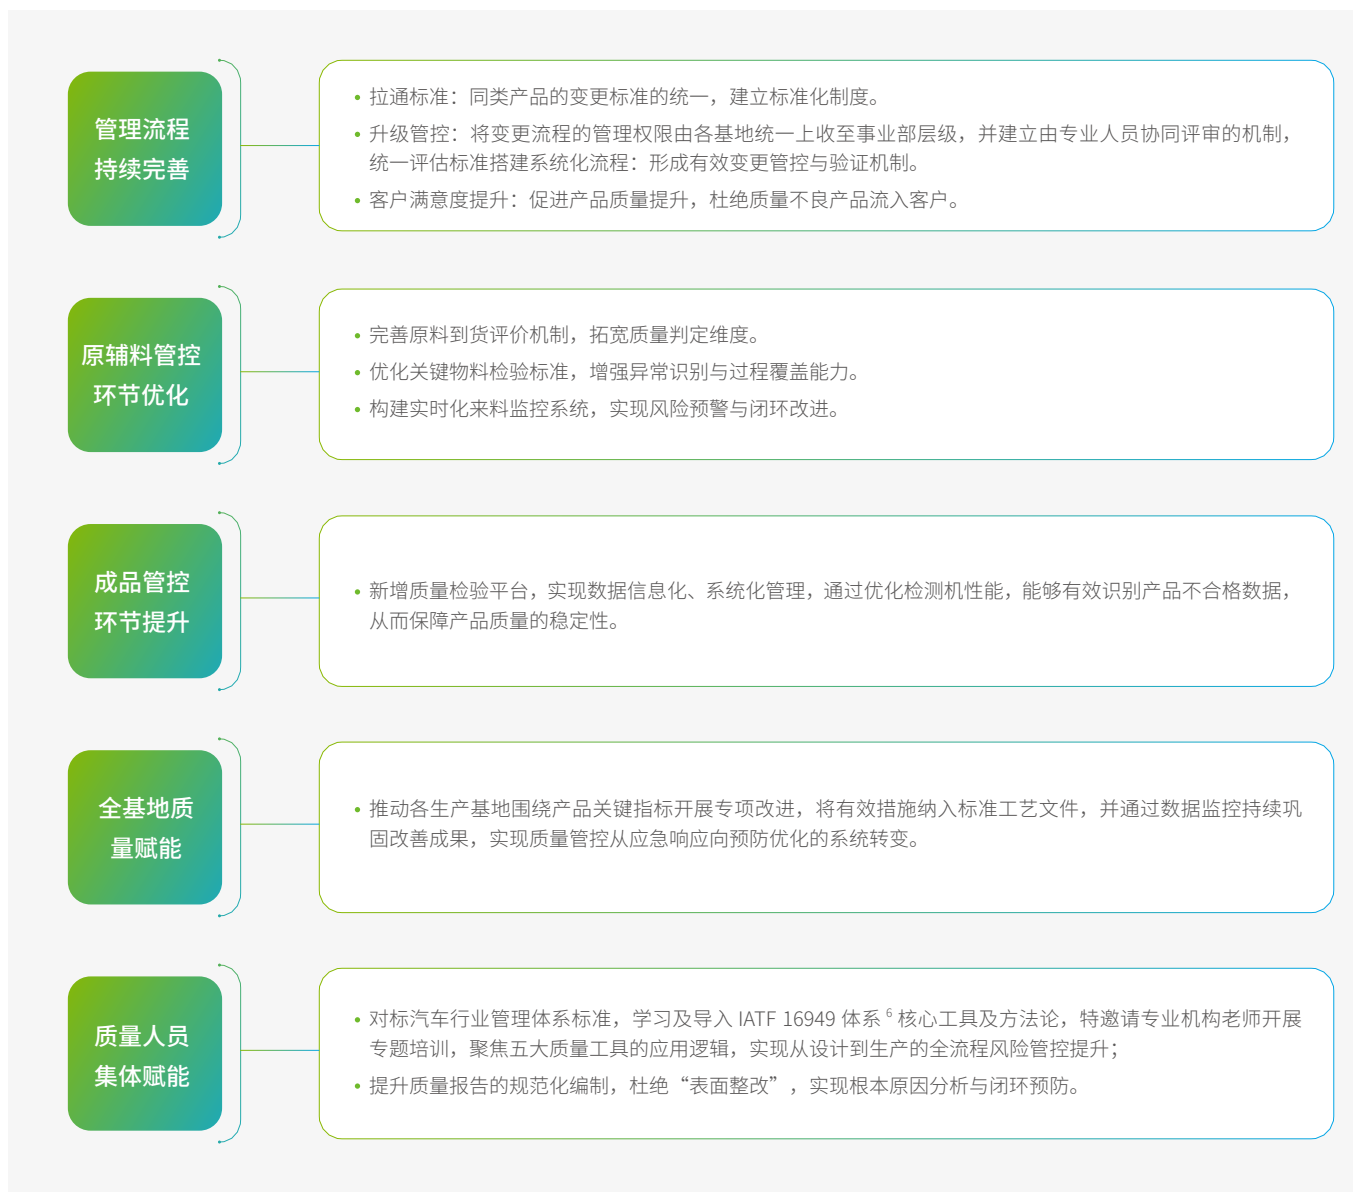 管理流程
持续完善
• 拉通标准：同类产品的变更标准的统一，建立标准化制度。
• 升级管控：将变更流程的管理权限由各基地统一上收至事业部层级，并建立由专业人员协同评审的机制，
统一评估标准搭建系统化流程：形成有效变更管控与验证机制。
• 客户满意度提升：促进产品质量提升，杜绝质量不良产品流入客户。
原辅料管控
环节优化
• 完善原料到货评价机制，拓宽质量判定维度。
• 优化关键物料检验标准，增强异常识别与过程覆盖能力。
• 构建实时化来料监控系统，实现风险预警与闭环改进。
成品管控
环节提升
• 新增质量检验平台，实现数据信息化、系统化管理，通过优化检测机性能，能够有效识别产品不合格数据，
从而保障产品质量的稳定性。
全基地质
量赋能
• 推动各生产基地围绕产品关键指标开展专项改进，将有效措施纳入标准工艺文件，并通过数据监控持续巩
固改善成果，实现质量管控从应急响应向预防优化的系统转变。
质量人员
集体赋能
• 对标汽车行业管理体系标准，学习及导入 IATF 16949 体系 6 核心工具及方法论，特邀请专业机构老师开展
专题培训，聚焦五大质量工具的应用逻辑，实现从设计到生产的全流程风险管控提升；
• 提升质量报告的规范化编制，杜绝“表面整改”，实现根本原因分析与闭环预防。